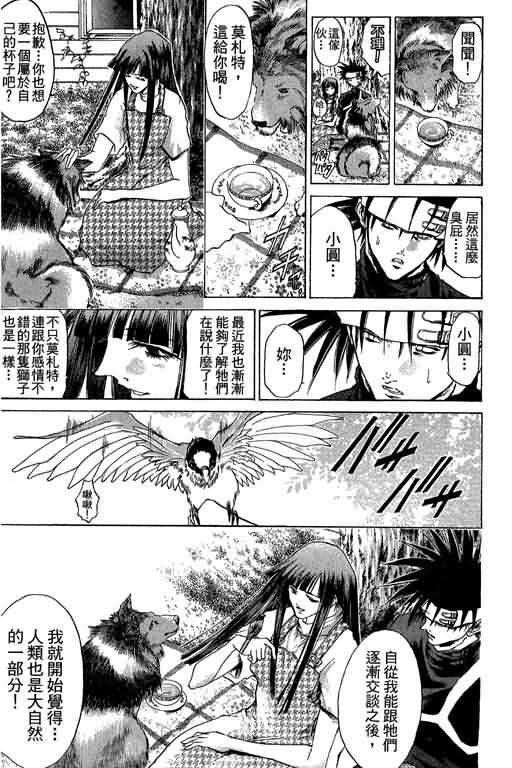 聞聞!
不迴!
這傢
伙…
居然這麼
臭屁……
小圓…
莫札特,
這給你喝!
抱歉…你也想
要一個屬於自
己的杯子吧?
小圓…
妳…
最近我也漸漸
能夠了解牠們
在說什麼了!
不只莫札特,
連跟你感情不
錯的那隻獅子
也是一樣…
啾啾!
自從我能跟牠們
逐漸交談之後,
我就開始覺得…
人類也是大自然
的一部分!